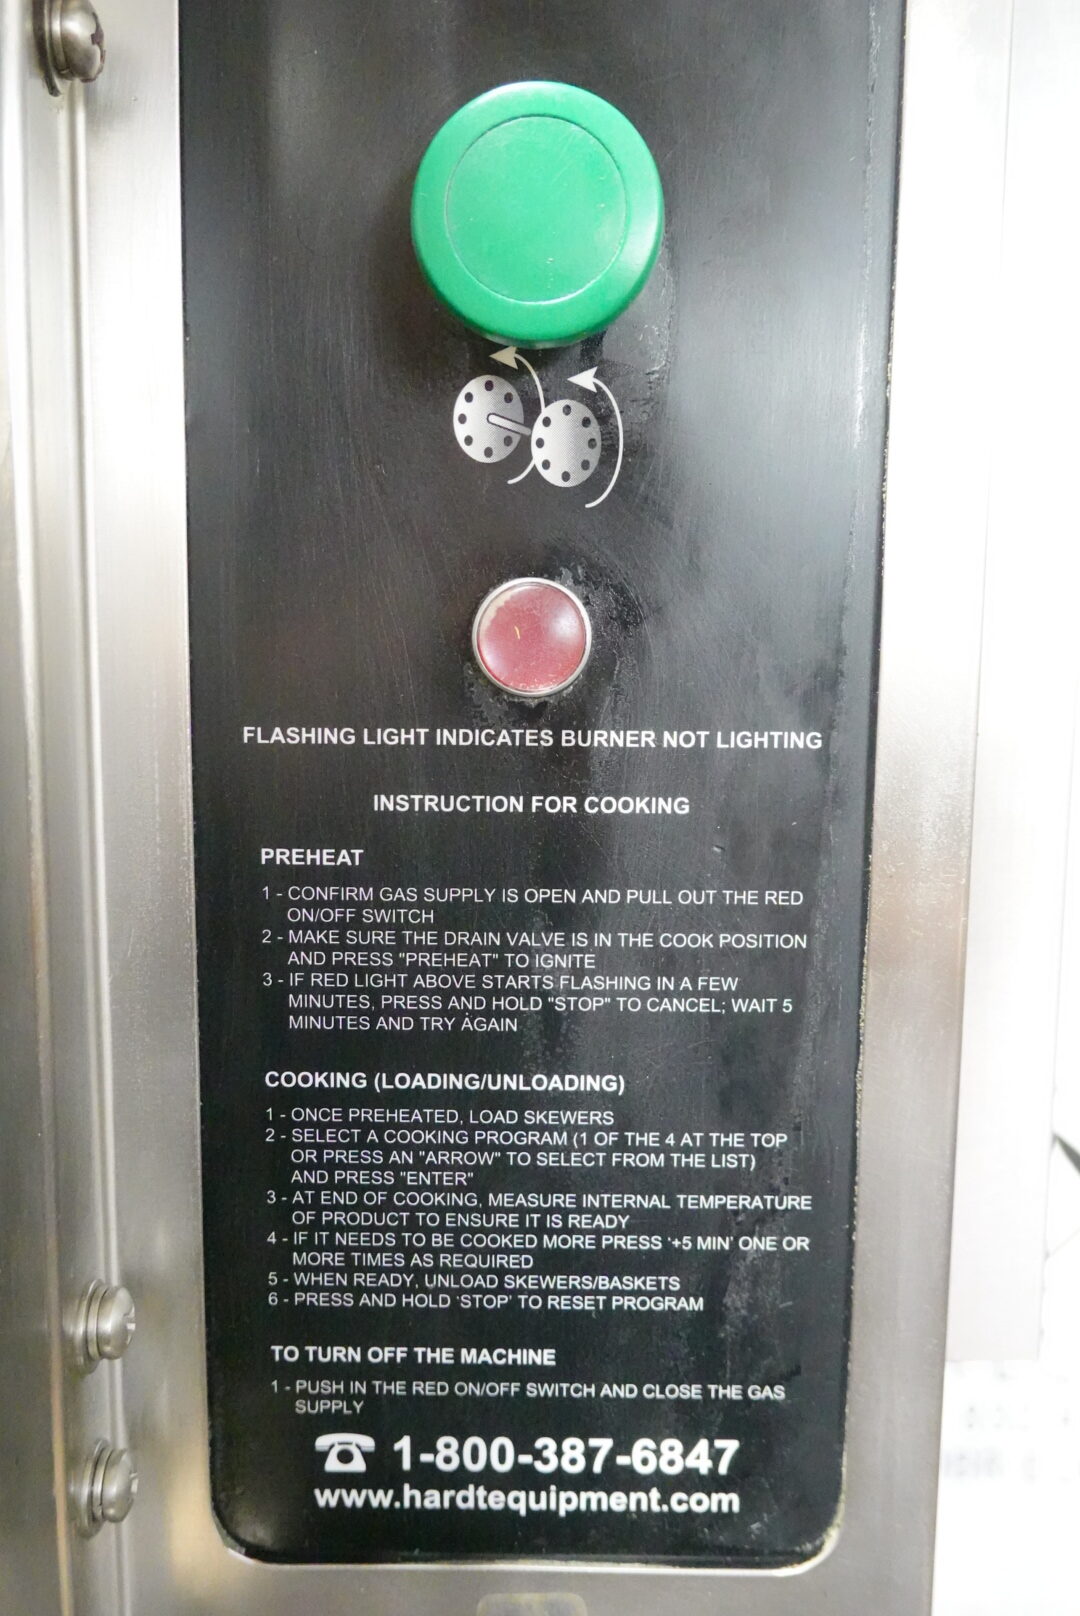 FLASHING LIGHT INDICATES BURNER NOT LIGHTING
INSTRUCTION FOR COOKING
PREHEAT
1 - CONFIRM GAS SUPPLY IS OPEN AND PULL OUT THE RED
ON/OFF SWITCH
2 - MAKE SURE THE DRAIN VALVE IS IN THE COOK POSITION
AND PRESS "PREHEAT" TO IGNITE
3 - IF RED LIGHT ABOVE STARTS FLASHING IN A FEW
MINUTES, PRESS AND HOLD "STOP" TO CANCEL; WAIT 5
MINUTES AND TRY AGAIN
COOKING (LOADING/UNLOADING)
1 - ONCE PREHEATED, LOAD SKEWERS
2 - SELECT A COOKING PROGRAM (1 OF THE 4 AT THE TOP
OR PRESS AN "ARROW" TO SELECT FROM THE LIST)
AND PRESS "ENTER"
3 - AT END OF COOKING, MEASURE INTERNAL TEMPERATURE
OF PRODUCT TO ENSURE IT IS READY
4 - IF IT NEEDS TO BE COOKED MORE PRESS '+5 MIN' ONE OR
MORE TIMES AS REQUIRED
5 - WHEN READY, UNLOAD SKEWERS/BASKETS
6 - PRESS AND HOLD 'STOP' TO RESET PROGRAM
TO TURN OFF THE MACHINE
1 - PUSH IN THE RED ON/OFF SWITCH AND CLOSE THE GAS
SUPPLY
1-800-387-6847
www.hardtequipment.com